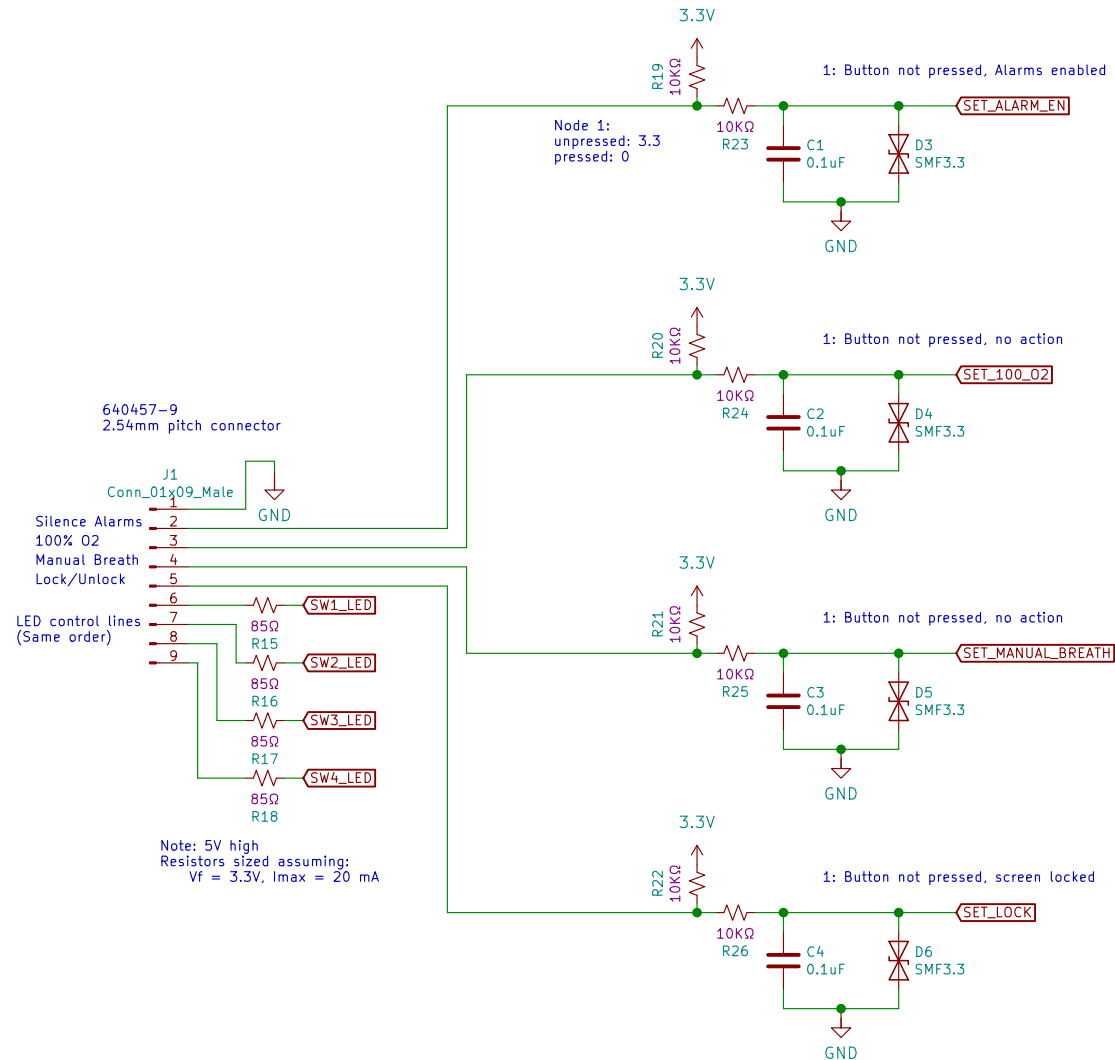 3.3V
R19
10KΩ
1: Button not pressed, Alarms enabled
SET_ALARM_EN
Node 1:
unpressed: 3.3
pressed: 0
10KΩ
R23
C1
0.1uF
D3
SMF3.3
GND
3.3V
R20
10KΩ
1: Button not pressed, no action
SET_100_O2
10KΩ
R24
C2
0.1uF
D4
SMF3.3
GND
640457-9
2.54mm pitch connector
J1
Conn_01x09_Male
GND
1
Silence Alarms 2
100% O2 3
Manual Breath 4
Lock/Unlock 5
6
LED control lines 7
(Same order) 8
9
SW1_LED
85Ω
R15
SW2_LED
85Ω
R16
SW3_LED
85Ω
R17
SW4_LED
85Ω
R18
Note: 5V high
Resistors sized assuming:
Vf = 3.3V, Imax = 20 mA
3.3V
R21
10KΩ
1: Button not pressed, no action
SET_MANUAL_BREATH
10KΩ
R25
C3
0.1uF
D5
SMF3.3
GND
3.3V
R22
10KΩ
1: Button not pressed, screen locked
SET_LOCK
10KΩ
R26
C4
0.1uF
D6
SMF3.3
GND